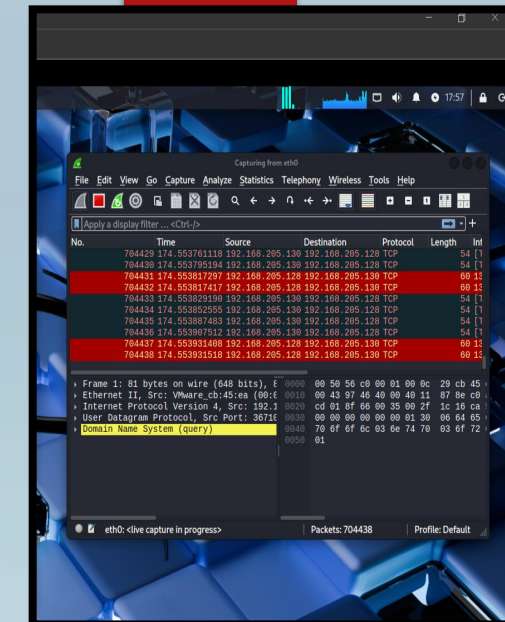 17:57
Capturing from eth0
File Edit View Go Capture Analyze Statistics Telephony Wireless Tools Help
Apply a display filter ... <Ctrl-/>
No. Time Source Destination Protocol Length Inf
704429 174.553761118 192.168.205.130 192.168.205.128 TCP 54 [T
704430 174.553795194 192.168.205.130 192.168.205.128 TCP 54 [T
704431 174.553817297 192.168.205.128 192.168.205.130 TCP 60 13
704432 174.553817417 192.168.205.128 192.168.205.130 TCP 60 13
704433 174.553829190 192.168.205.130 192.168.205.128 TCP 54 [T
704434 174.553852555 192.168.205.130 192.168.205.128 TCP 54 [T
704435 174.553887483 192.168.205.130 192.168.205.128 TCP 54 [T
704436 174.553907512 192.168.205.130 192.168.205.128 TCP 54 [T
704437 174.553931408 192.168.205.128 192.168.205.130 TCP 60 13
704438 174.553931518 192.168.205.128 192.168.205.130 TCP 60 13
Frame 1: 81 bytes on wire (648 bits), 8 0000 00 50 56 c0 00 01 00 0c 29 cb 45
Ethernet II, Src: VMware_cb:45:ea (00:0 0010 00 43 97 46 40 00 40 11 87 8e c0
Internet Protocol Version 4, Src: 192.1 0020 cd 01 8f 66 00 35 00 2f 1c 16 ca
User Datagram Protocol, Src Port: 36710 0030 00 00 00 00 00 00 01 30 06 64 65
Domain Name System (query) 0040 70 6f 6f 6c 03 6e 74 70 03 6f 72
0050 01
eth0: <live capture in progress> Packets: 704438 Profile: Default